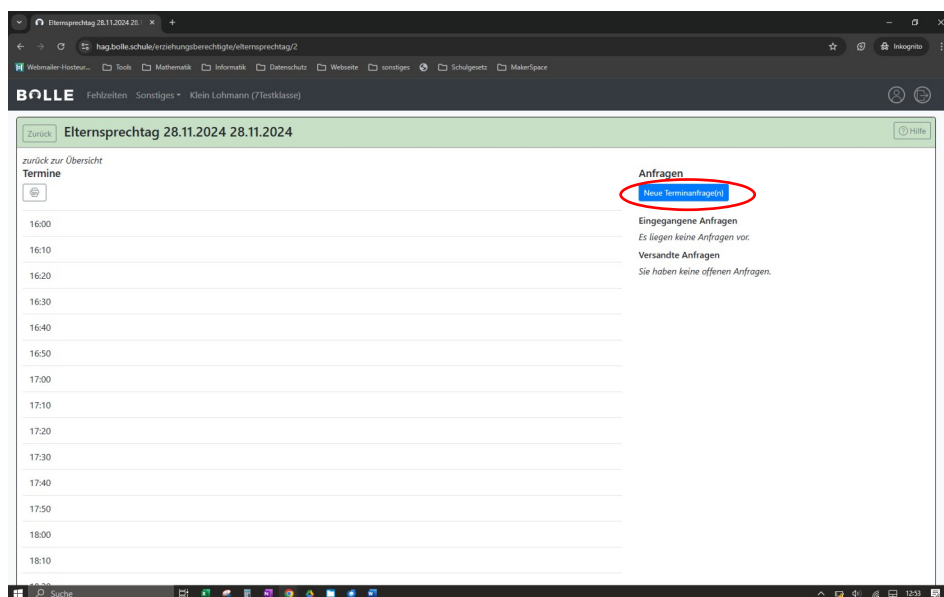 Elternsprechtag 28.11.2024 28.1
hag.bolle.schule/erziehungsberechtigte/elternsprechtag/2
Inkognito
Webmailer-Hosteur... Tools Mathematik Informatik Datenschutz Webseite sonstiges Schulgesetz MakerSpace
BOLLE Fehlzeiten Sonstiges Klein Lohmann (7Testklasse)
Zurück Elternsprechtag 28.11.2024 28.11.2024
Hilfe
zurück zur Übersicht
Termine
16:00
16:10
16:20
16:30
16:40
16:50
17:00
17:10
17:20
17:30
17:40
17:50
18:00
18:10
Anfragen
Neue Terminanfrage(n)
Eingegangene Anfragen
Es liegen keine Anfragen vor.
Versandte Anfragen
Sie haben keine offenen Anfragen.
Suche
12:53